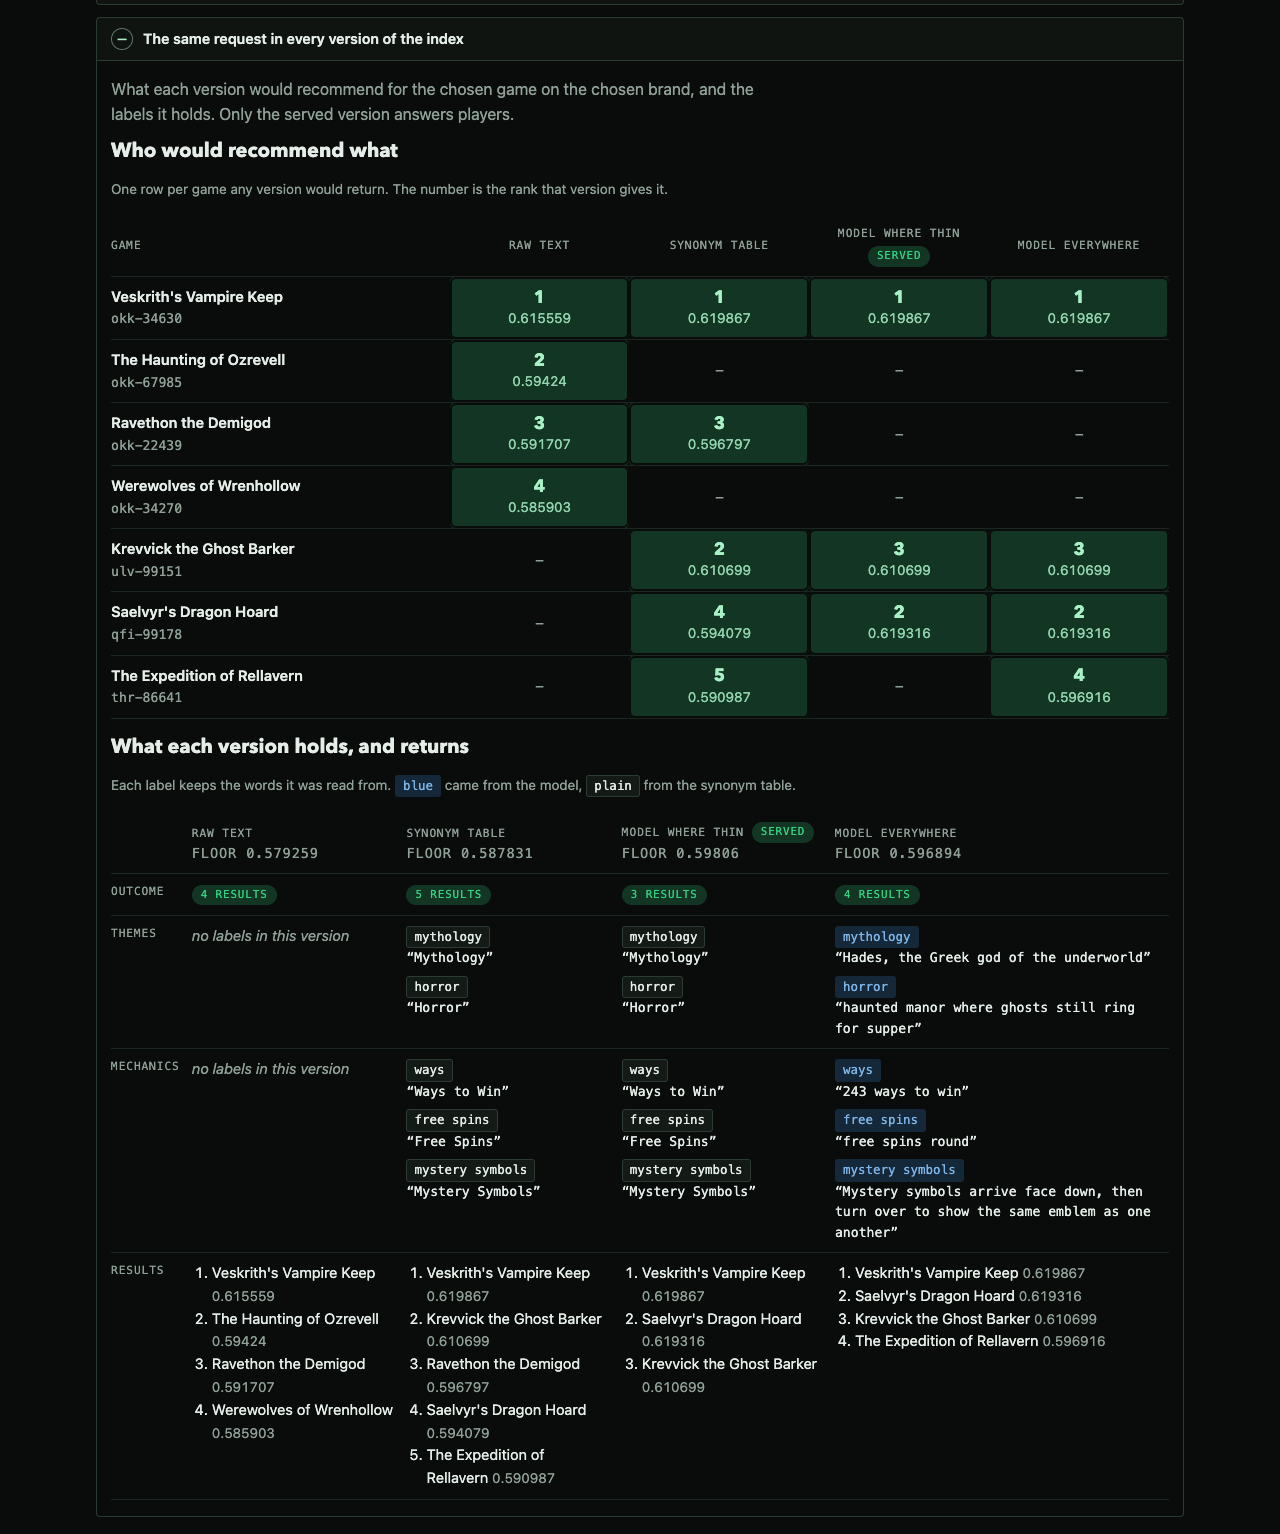 The same request in every version of the index
What each version would recommend for the chosen game on the chosen brand, and the
labels it holds. Only the served version answers players.
Who would recommend what
One row per game any version would return. The number is the rank that version gives it.
GAME RAW TEXT SYNONYM TABLE MODEL WHERE THIN SERVED MODEL EVERYWHERE
Veskrith's Vampire Keep 1 1 1 1
okk-34630 0.615559 0.619867 0.619867 0.619867
The Haunting of Ozrevell 2 – – –
okk-67985 0.59424
Ravethon the Demigod 3 3 – –
okk-22439 0.591707 0.596797
Werewolves of Wrenhollow 4 – – –
okk-34270 0.585903
Krevvick the Ghost Barker – 2 3 3
ulv-99151 0.610699 0.610699 0.610699
Saelvyr's Dragon Hoard – 4 2 2
qfi-99178 0.594079 0.619316 0.619316
The Expedition of Rellavern – 5 – 4
thr-86641 0.590987 0.596916
What each version holds, and returns
Each label keeps the words it was read from. blue came from the model, plain from the synonym table.
RAW TEXT SYNONYM TABLE MODEL WHERE THIN SERVED MODEL EVERYWHERE
FLOOR 0.579259 FLOOR 0.587831 FLOOR 0.59806 FLOOR 0.596894
OUTCOME 4 RESULTS 5 RESULTS 3 RESULTS 4 RESULTS
THEMES no labels in this version mythology mythology mythology
“Mythology” “Mythology” “Hades, the Greek god of the underworld”
horror horror horror
“Horror” “Horror” “haunted manor where ghosts still ring
for supper”
MECHANICS no labels in this version ways ways ways
“Ways to Win” “Ways to Win” “243 ways to win”
free spins free spins free spins
“Free Spins” “Free Spins” “free spins round”
mystery symbols mystery symbols mystery symbols
“Mystery Symbols” “Mystery Symbols” “Mystery symbols arrive face down, then
turn over to show the same emblem as one
another”
RESULTS
1. Veskrith's Vampire Keep
0.615559
2. The Haunting of Ozrevell
0.59424
3. Ravethon the Demigod
0.591707
4. Werewolves of Wrenhollow
0.585903
1. Veskrith's Vampire Keep
0.619867
2. Krevvick the Ghost Barker
0.610699
3. Ravethon the Demigod
0.596797
4. Saelvyr's Dragon Hoard
0.594079
5. The Expedition of
Rellavern 0.590987
1. Veskrith's Vampire Keep
0.619867
2. Saelvyr's Dragon Hoard
0.619316
3. Krevvick the Ghost Barker
0.610699
1. Veskrith's Vampire Keep 0.619867
2. Saelvyr's Dragon Hoard 0.619316
3. Krevvick the Ghost Barker 0.610699
4. The Expedition of Rellavern 0.596916